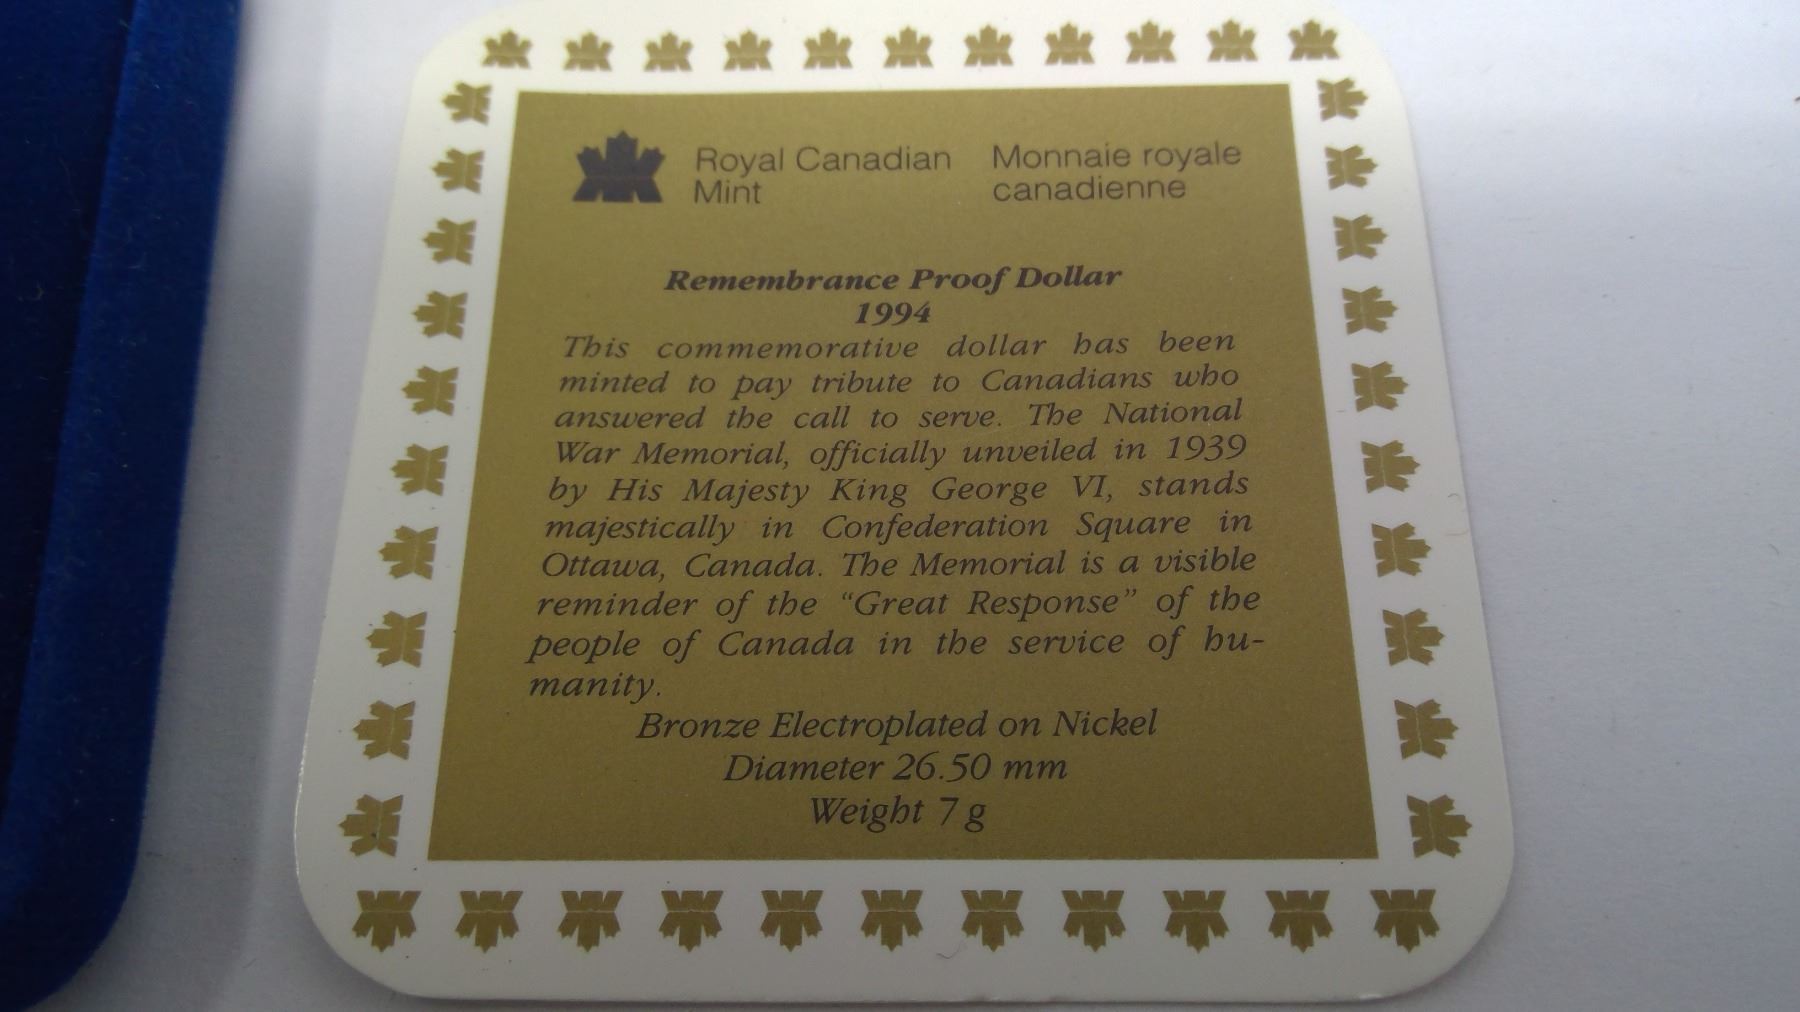 Royal Canadian Mint
Monnaie royale canadienne
Remembrance Proof Dollar
1994
This commemorative dollar has been
minted to pay tribute to Canadians who
answered the call to serve. The National
War Memorial, officially unveiled in 1939
by His Majesty King George VI, stands
majestically in Confederation Square in
Ottawa, Canada. The Memorial is a visible
reminder of the “Great Response” of the
people of Canada in the service of hu-
manity.
Bronze Electroplated on Nickel
Diameter 26.50 mm
Weight 7 g